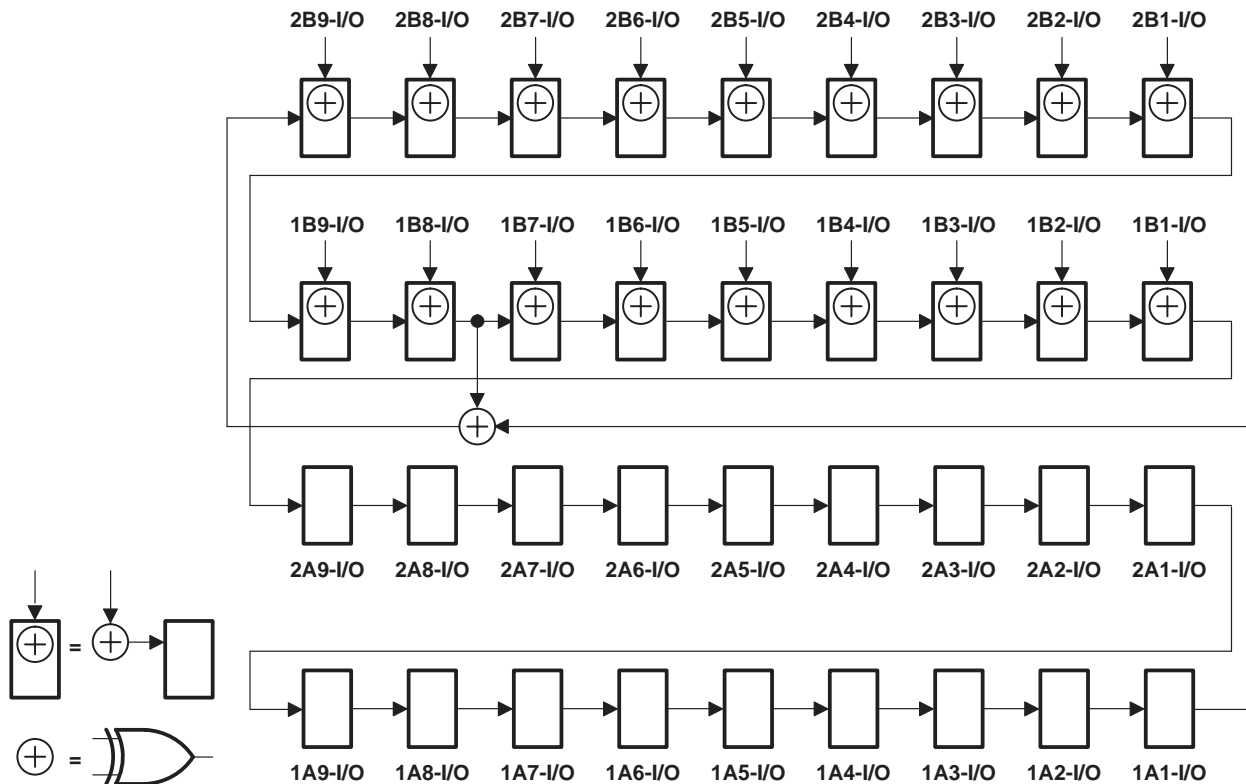 2B9-I/O 2B8-I/O 2B7-I/O 2B6-I/O 2B5-I/O 2B4-I/O 2B3-I/O 2B2-I/O 2B1-I/O
1B9-I/O 1B8-I/O 1B7-I/O 1B6-I/O 1B5-I/O 1B4-I/O 1B3-I/O 1B2-I/O 1B1-I/O
2A9-I/O 2A8-I/O 2A7-I/O 2A6-I/O 2A5-I/O 2A4-I/O 2A3-I/O 2A2-I/O 2A1-I/O
=
=
1A9-I/O 1A8-I/O 1A7-I/O 1A6-I/O 1A5-I/O 1A4-I/O 1A3-I/O 1A2-I/O 1A1-I/O